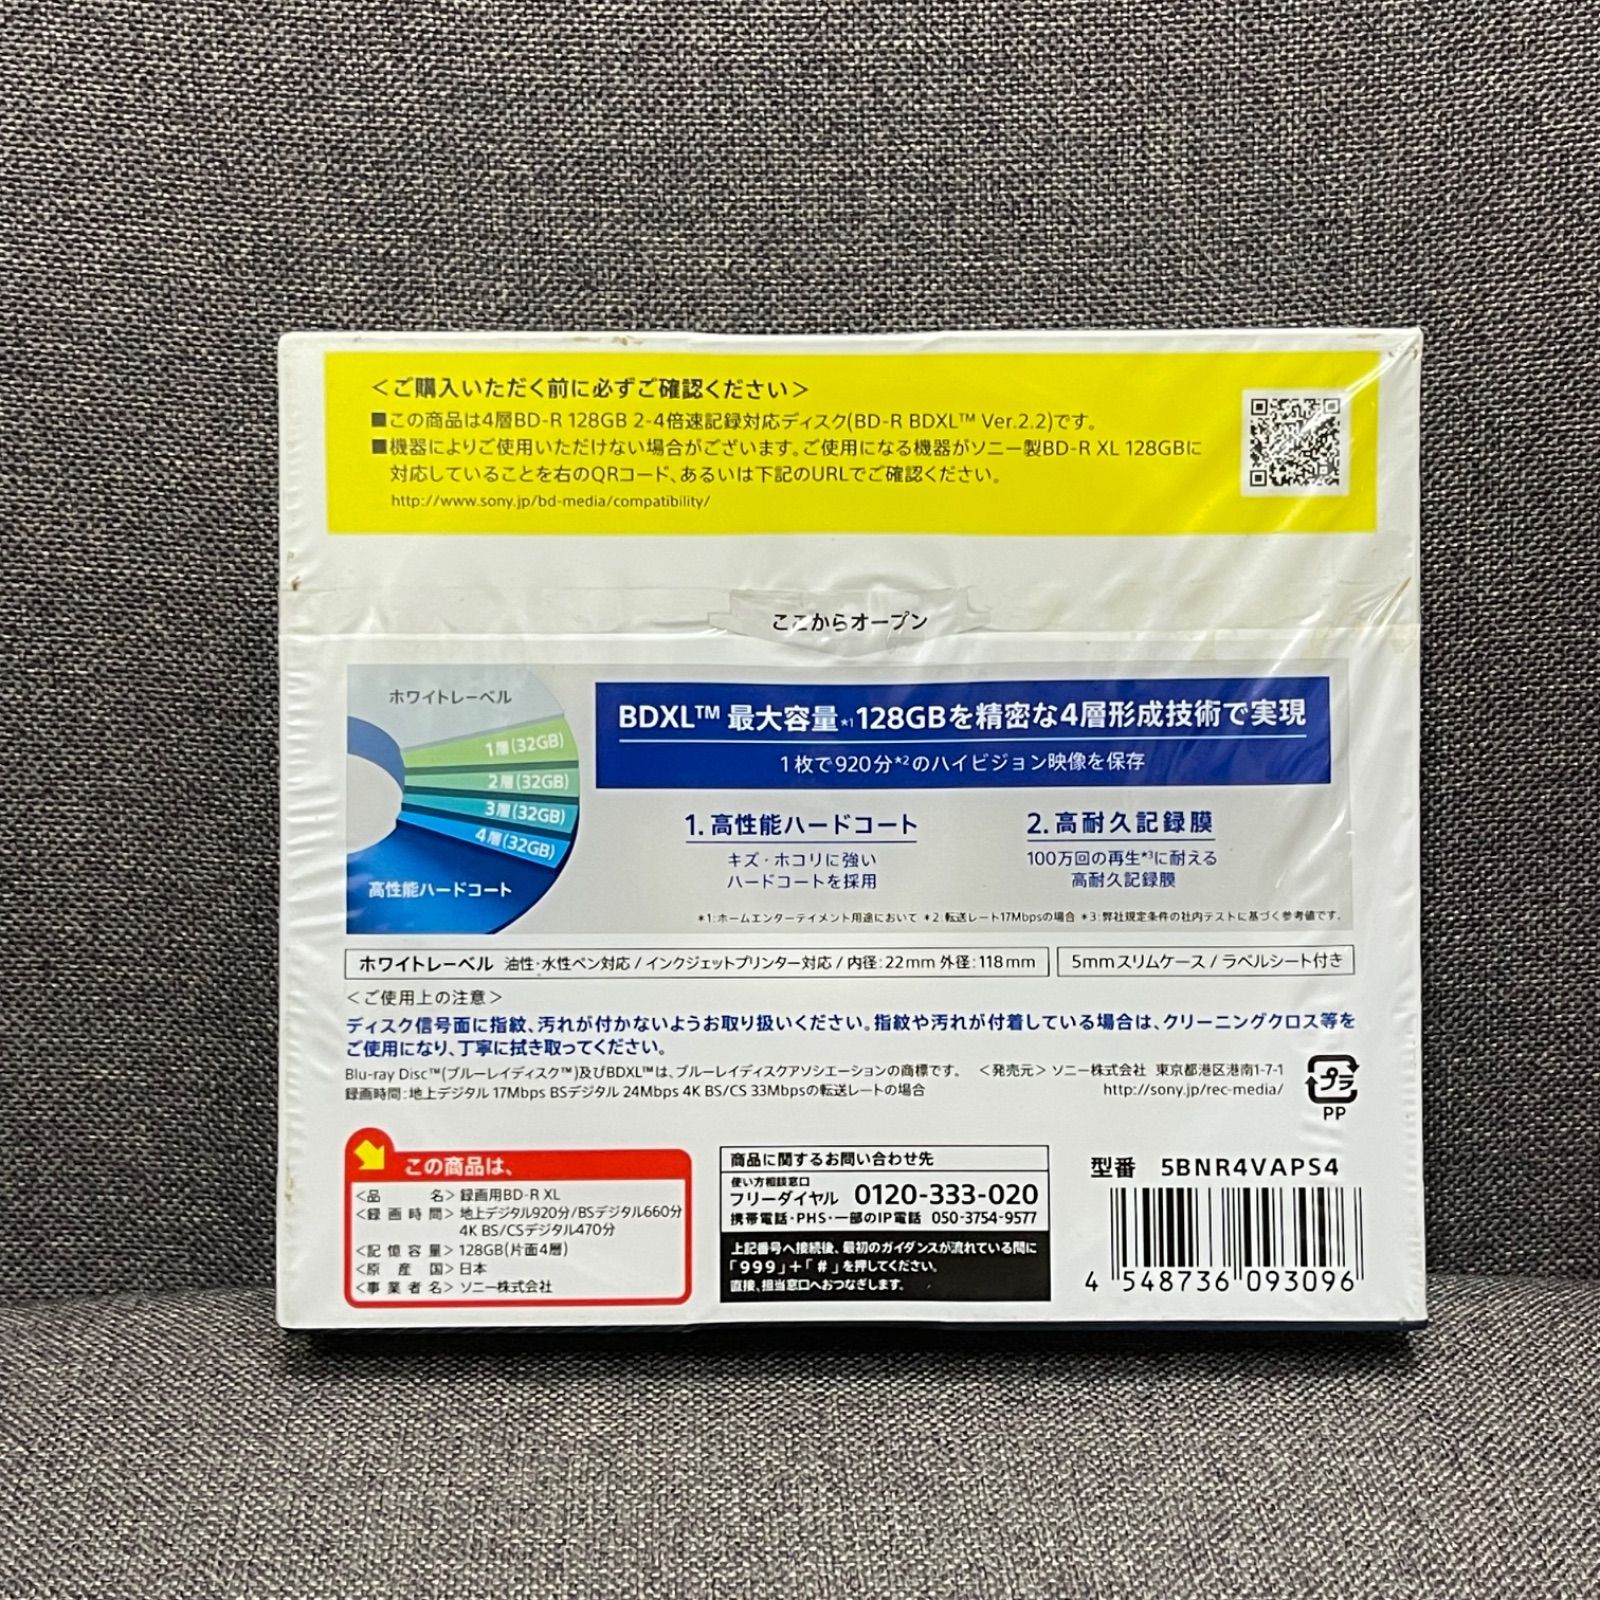 ＜ご購入いただく前に必ずご確認ください＞
■この商品は4層BD-R 128GB 2-4倍速記録対応ディスク(BD-R BDXL™ Ver.2.2)です。
■機器によりご使用いただけない場合がございます。ご使用になる機器がソニー製BD-R XL 128GBに
対応していることを右のQRコード、あるいは下記のURLでご確認ください。
http://www.sony.jp/bd-media/compatibility/
ここからオープン
ホワイトレーベル
1層(32GB)
2層(32GB)
3層(32GB)
4層(32GB)
高性能ハードコート
BDXL™ 最大容量*1128GBを精密な4層形成技術で実現
1枚で920分*2のハイビジョン映像を保存
1. 高性能ハードコート
キズ・ホコリに強い
ハードコートを採用
2. 高耐久記録膜
100万回の再生*3に耐える
高耐久記録膜
*1:ホームエンターテイメント用途において *2:転送レート17Mbpsの場合 *3:弊社規定条件の社内テストに基づく参考値です。
ホワイトレーベル 油性・水性ペン対応 / インクジェットプリンター対応 / 内径:22mm 外径:118mm
5mmスリムケース / ラベルシート付き
＜ご使用上の注意＞
ディスク信号面に指紋、汚れが付かないようお取り扱いください。指紋や汚れが付着している場合は、クリーニングクロス等を
ご使用になり、丁寧に拭き取ってください。
Blu-ray Disc™(ブルーレイディスク™)及びBDXL™は、ブルーレイディスクアソシエーションの商標です。 ＜発売元＞ ソニー株式会社 東京都港区港南1-7-1
録画時間:地上デジタル 17Mbps BSデジタル 24Mbps 4K BS/CS 33Mbpsの転送レートの場合
http://sony.jp/rec-media/
プラ
PP
この商品は、
＜品 名＞ 録画用BD-R XL
＜録画時間＞ 地上デジタル920分/BSデジタル660分
4K BS/CSデジタル470分
＜記憶容量＞ 128GB(片面4層)
＜原産国＞ 日本
＜事業者名＞ ソニー株式会社
商品に関するお問い合わせ先
使い方相談窓口
フリーダイヤル 0120-333-020
携帯電話・PHS・一部のIP電話 050-3754-9577
上記番号へ接続後、最初のガイダンスが流れている間に
「999」+「#」を押してください。
直接、担当窓口へおつなぎします。
型番 5BNR4VAPS4
4 548736 093096